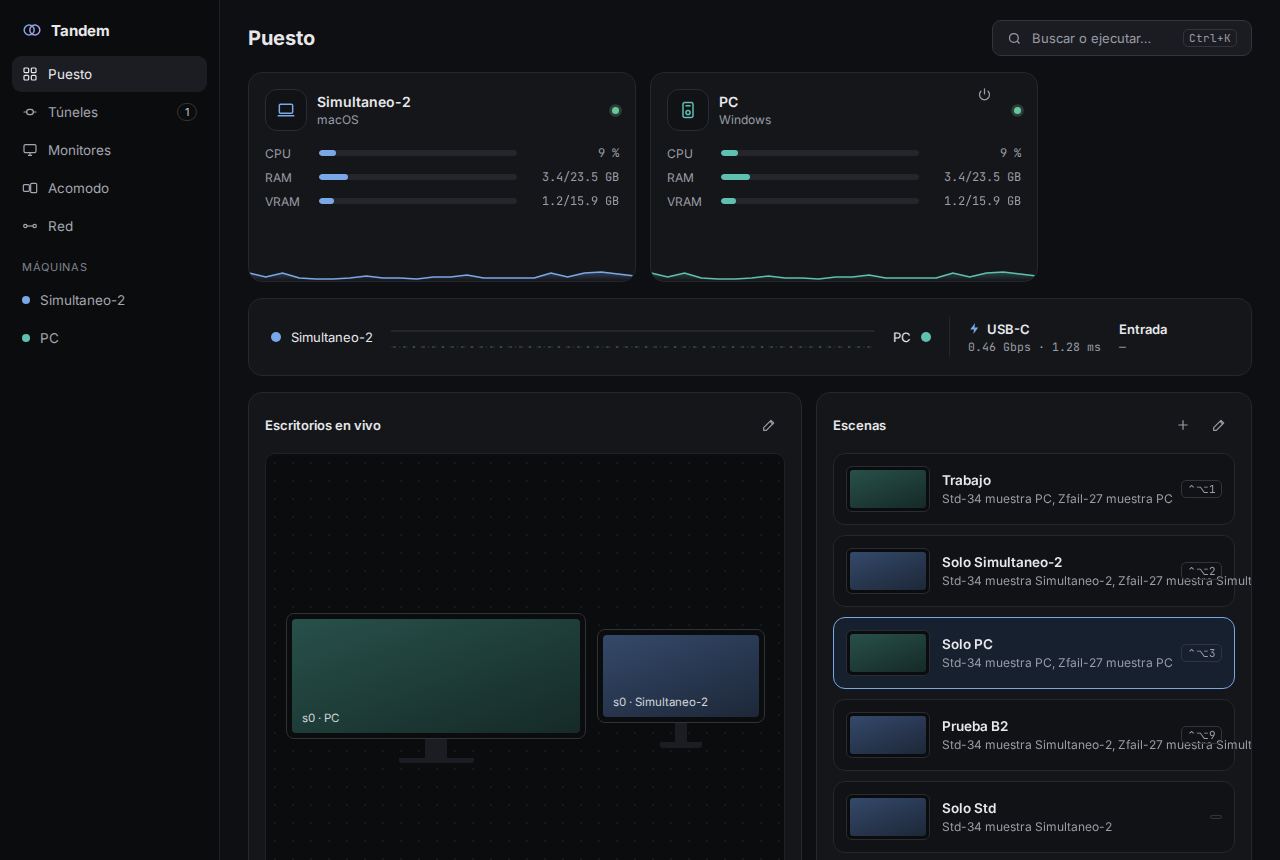 Tandem
Puesto
Túneles
1
Monitores
Acomodo
Red
MÁQUINAS
Simultaneo-2
PC
Puesto
Buscar o ejecutar...
Ctrl+K
Simultaneo-2
macOS
CPU
9 %
RAM
3.4/23.5 GB
VRAM
1.2/15.9 GB
PC
Windows
CPU
9 %
RAM
3.4/23.5 GB
VRAM
1.2/15.9 GB
Simultaneo-2
PC
USB-C
0.46 Gbps · 1.28 ms
Entrada
—
Escritorios en vivo
s0 · PC
s0 · Simultaneo-2
Escenas
Trabajo
Std-34 muestra PC, Zfail-27 muestra PC
⌃⌥1
Solo Simultaneo-2
Std-34 muestra Simultaneo-2, Zfail-27 muestra Simult
⌃⌥2
Solo PC
Std-34 muestra PC, Zfail-27 muestra PC
⌃⌥3
Prueba B2
Std-34 muestra Simultaneo-2, Zfail-27 muestra Simult
⌃⌥9
Solo Std
Std-34 muestra Simultaneo-2